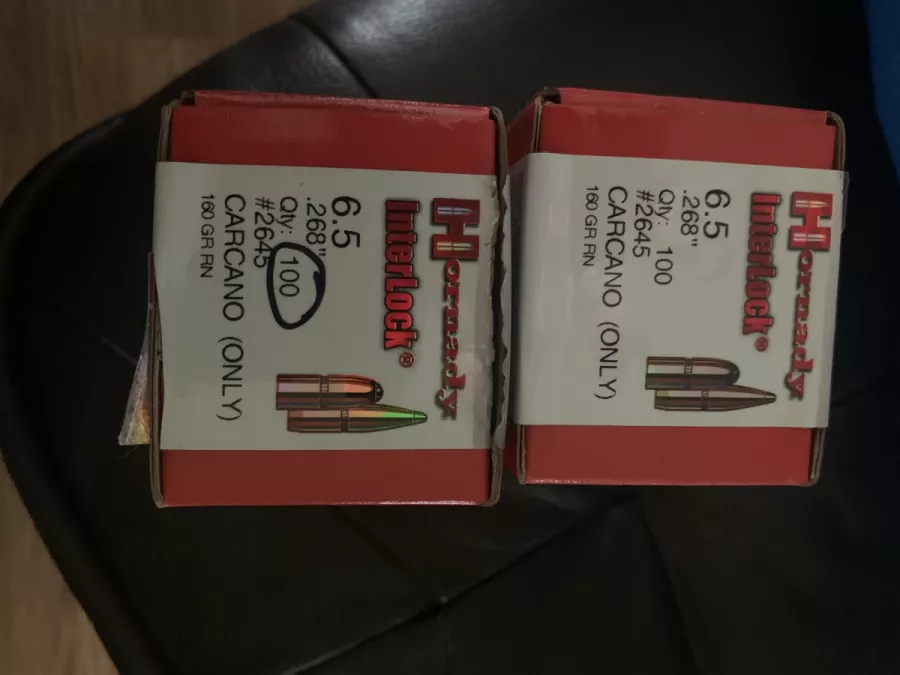 Hornady
InterLock®
6.5
.268"
Qty: 100
#2645
CARCANO (ONLY)
160 GR RN
Hornady
InterLock®
6.5
.268"
Qty: 100
#2645
CARCANO (ONLY)
160 GR RN